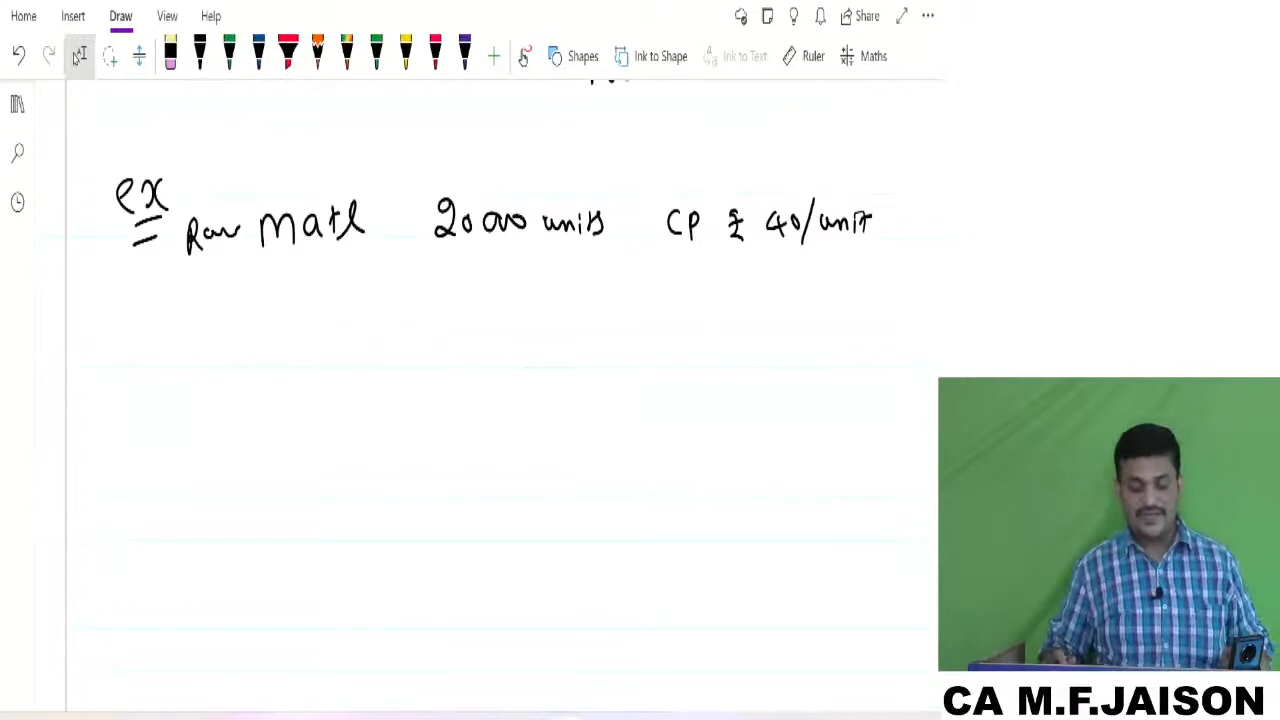 Home Insert Draw View Help Share
Shapes Ink to Shape Ink to Text Ruler Maths
ex
Raw Matl 2000 units CP ₹ 40/unit
CA M.F.JAISON